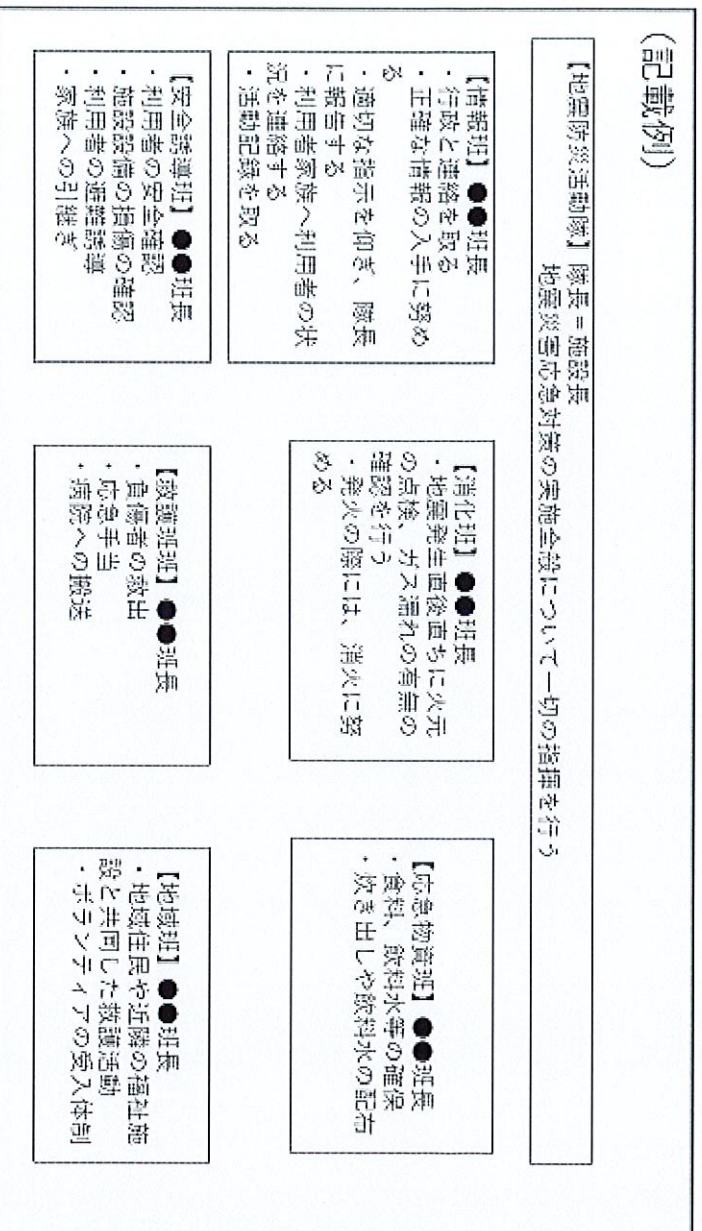 (記載例)
【地震防災活動隊】隊長=施設長
地震災害応急対策の実施全般について一切の指揮を行う
【情報班】●●班長
・行政と連絡を取る
・正確な情報の入手に努め
る
・適切な指示を仰ぎ、隊長
に報告する
・利用者家族へ利用者の状
況を連絡する
・活動記録を取る
【消化班】●●班長
・地震発生直後直ちに火元
の点検、ガス漏れの有無の
確認を行う
・発火の際には、消火に努
める
【応急物資班】●●班長
・食料、飲料水等の確保
・炊き出しや飲料水の配布
【安全誘導班】●●班長
・利用者の安全確認
・施設設備の損傷の確認
・利用者の避難誘導
・家族への引継ぎ
【救護班班】●●班長
・負傷者の救出
・応急手当
・病院への搬送
【地域班】●●班長
・地域住民や近隣の福祉施
設と共同した救護活動
・ボランティアの受入体制